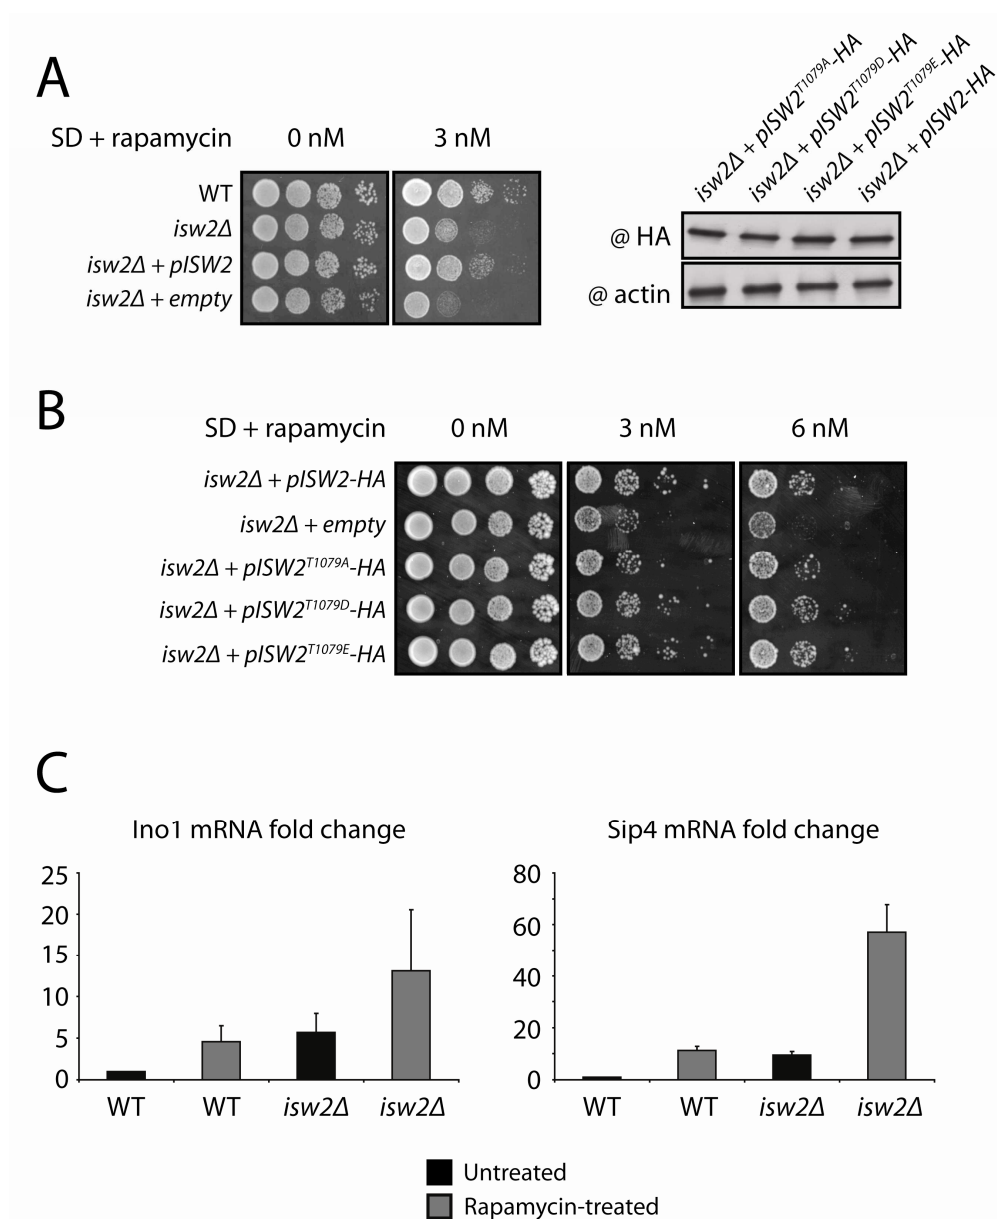 A
SD + rapamycin 0 nM 3 nM
WT
isw2Δ
isw2Δ + pISW2
isw2Δ + empty
isw2Δ + pISW2T1079A-HA
isw2Δ + pISW2T1079D-HA
isw2Δ + pISW2T1079E-HA
isw2Δ + pISW2-HA
@ HA
@ actin
B
SD + rapamycin 0 nM 3 nM 6 nM
isw2Δ + pISW2-HA
isw2Δ + empty
isw2Δ + pISW2T1079A-HA
isw2Δ + pISW2T1079D-HA
isw2Δ + pISW2T1079E-HA
C
Ino1 mRNA fold change
25
20
15
10
5
0
WT WT isw2Δ isw2Δ
Sip4 mRNA fold change
80
60
40
20
0
WT WT isw2Δ isw2Δ
Untreated
Rapamycin-treated